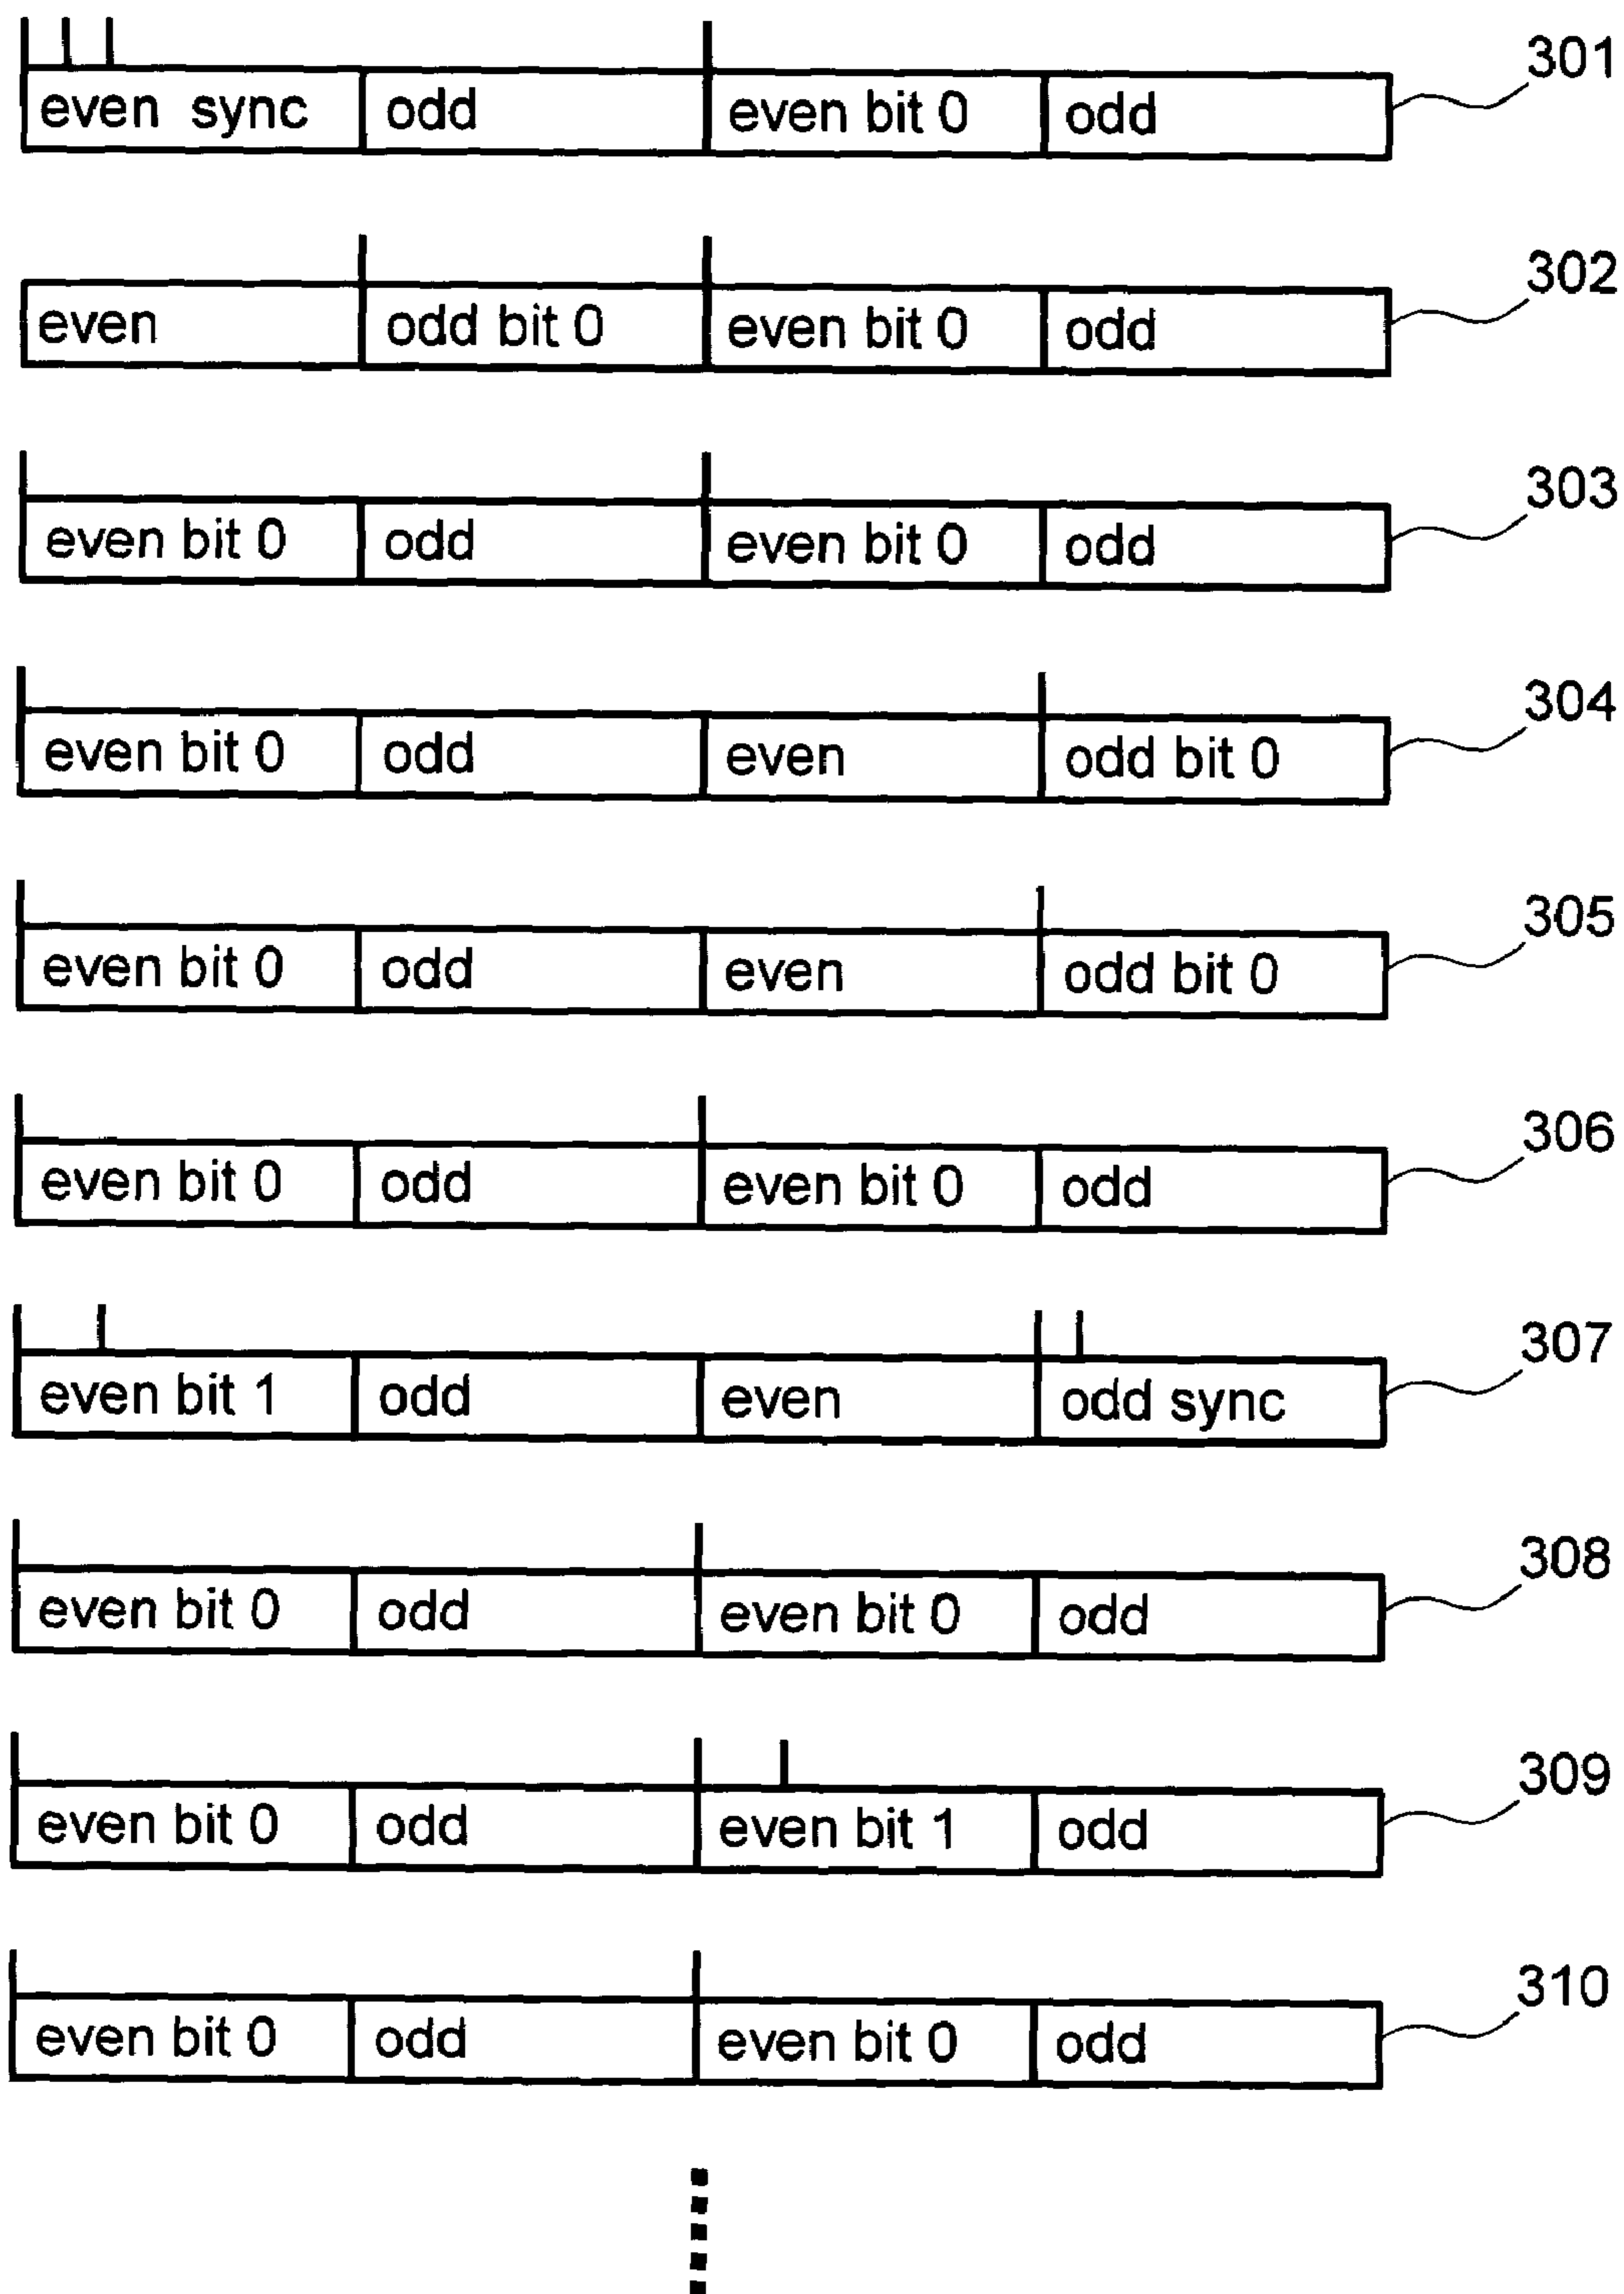 301
even sync odd even bit 0 odd
302
even odd bit 0 even bit 0 odd
303
even bit 0 odd even bit 0 odd
304
even bit 0 odd even odd bit 0
305
even bit 0 odd even odd bit 0
306
even bit 0 odd even bit 0 odd
307
even bit 1 odd even odd sync
308
even bit 0 odd even bit 0 odd
309
even bit 0 odd even bit 1 odd
310
even bit 0 odd even bit 0 odd